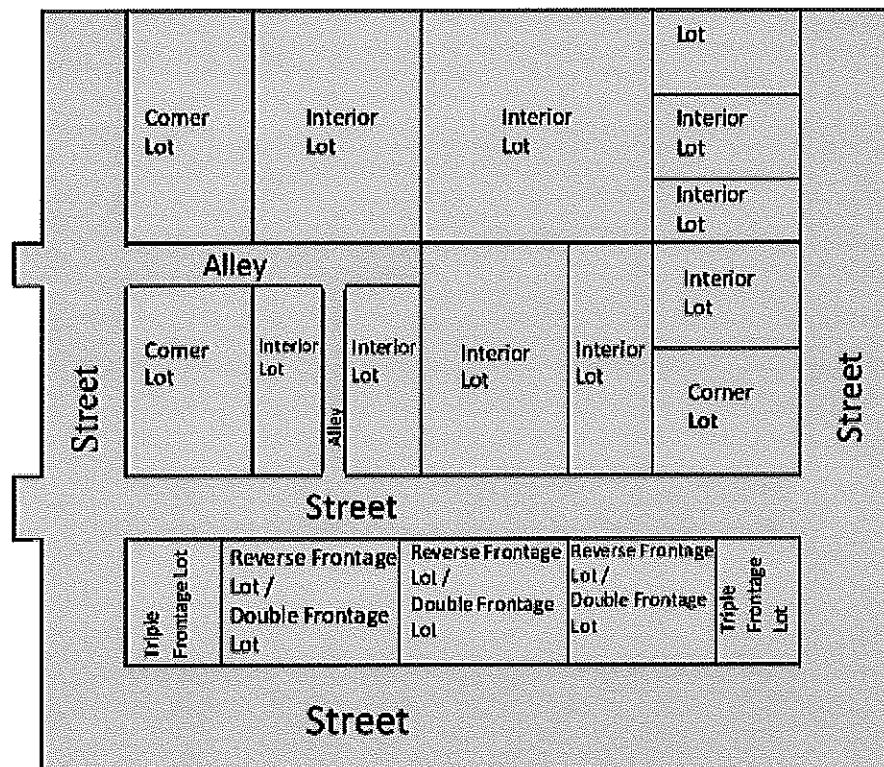 Lot
Corner
Lot
Interior
Lot
Interior
Lot
Interior
Lot
Interior
Lot
Alley
Interior
Lot
Corner
Lot
Interior
Lot
Interior
Lot
Interior
Lot
Interior
Lot
Corner
Lot
Alley
Street
Street
Street
Triple
Frontage Lot
Reverse Frontage
Lot /
Double Frontage
Lot
Reverse Frontage
Lot /
Double Frontage
Lot
Reverse Frontage
Lot /
Double Frontage
Lot
Triple
Frontage
Lot
Street